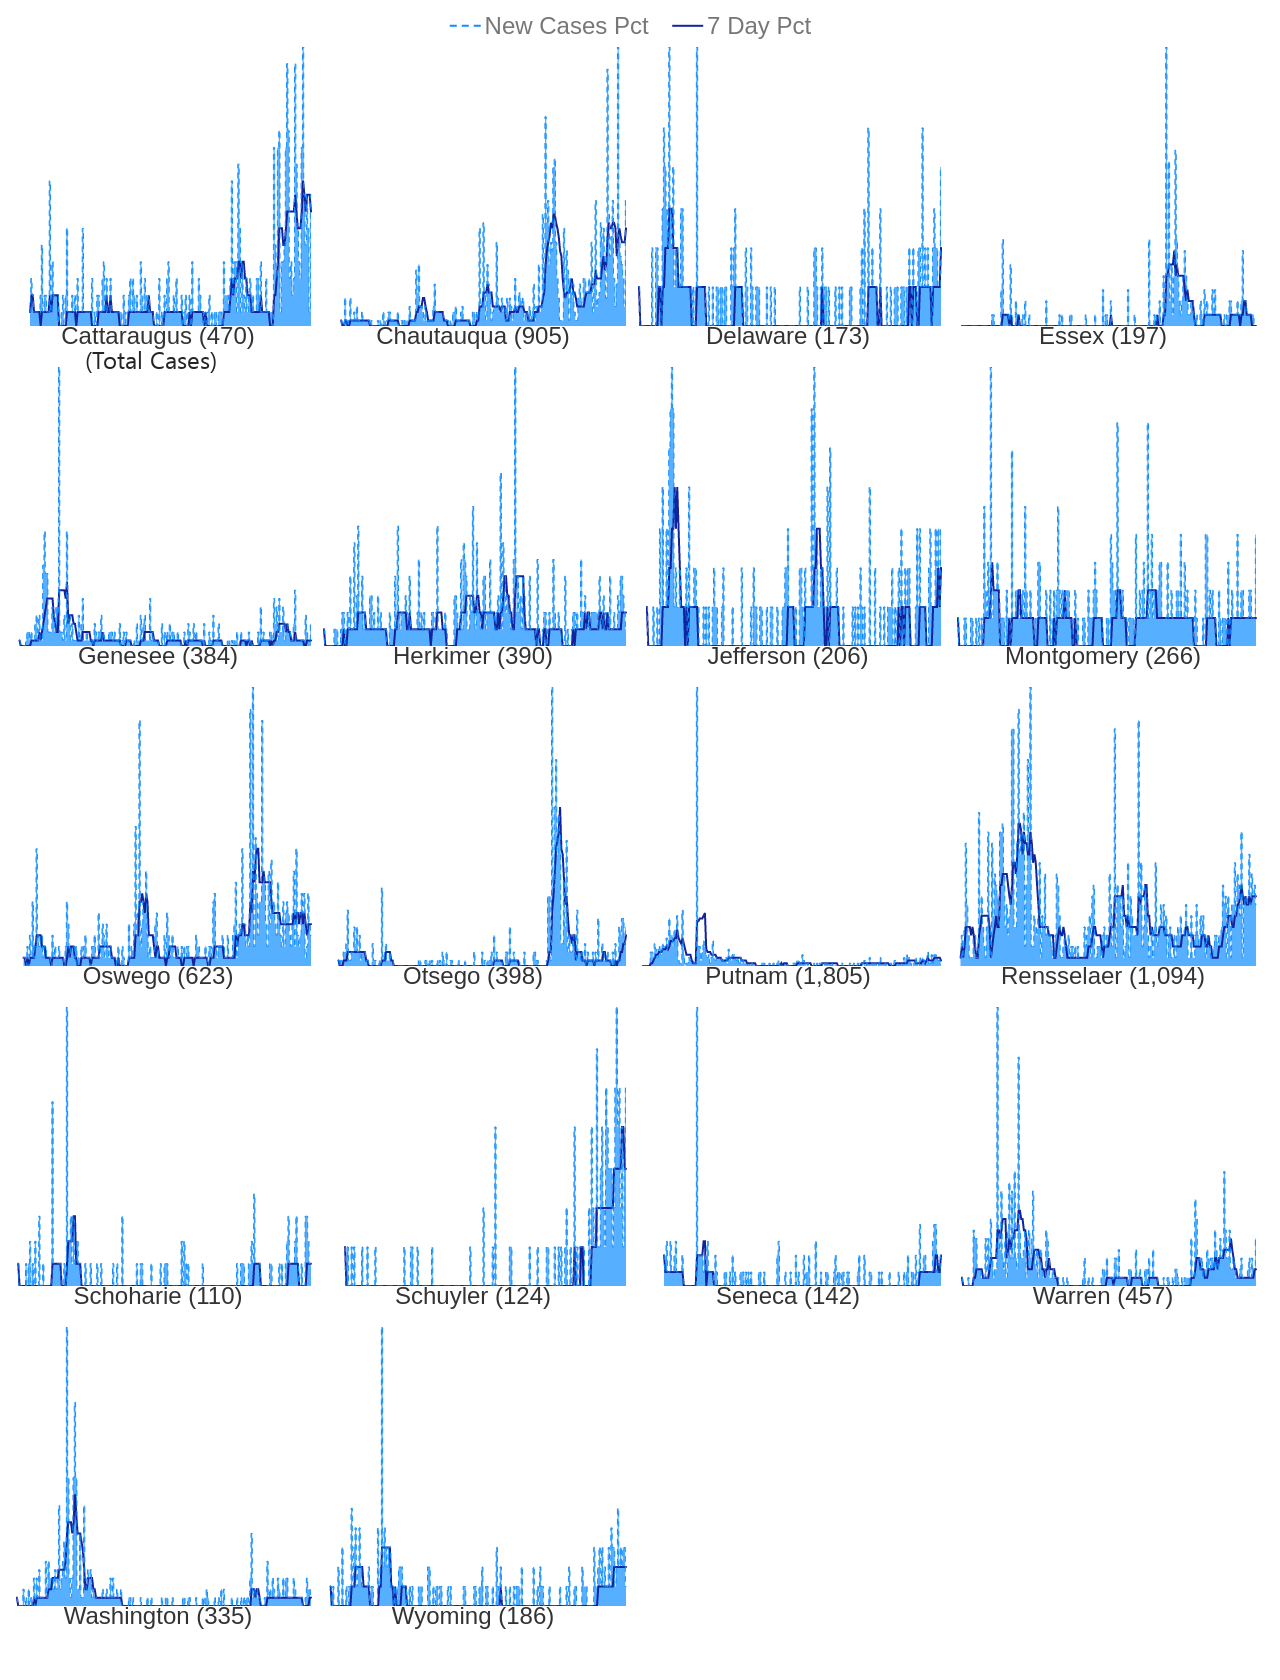 New Cases Pct 7 Day Pct
Cattaraugus (470) Chautauqua (905) Delaware (173) Essex (197)
(Total Cases)
Genesee (384) Herkimer (390) Jefferson (206) Montgomery (266)
Oswego (623) Otsego (398) Putnam (1,805) Rensselaer (1,094)
Schoharie (110) Schuyler (124) Seneca (142) Warren (457)
Washington (335) Wyoming (186)